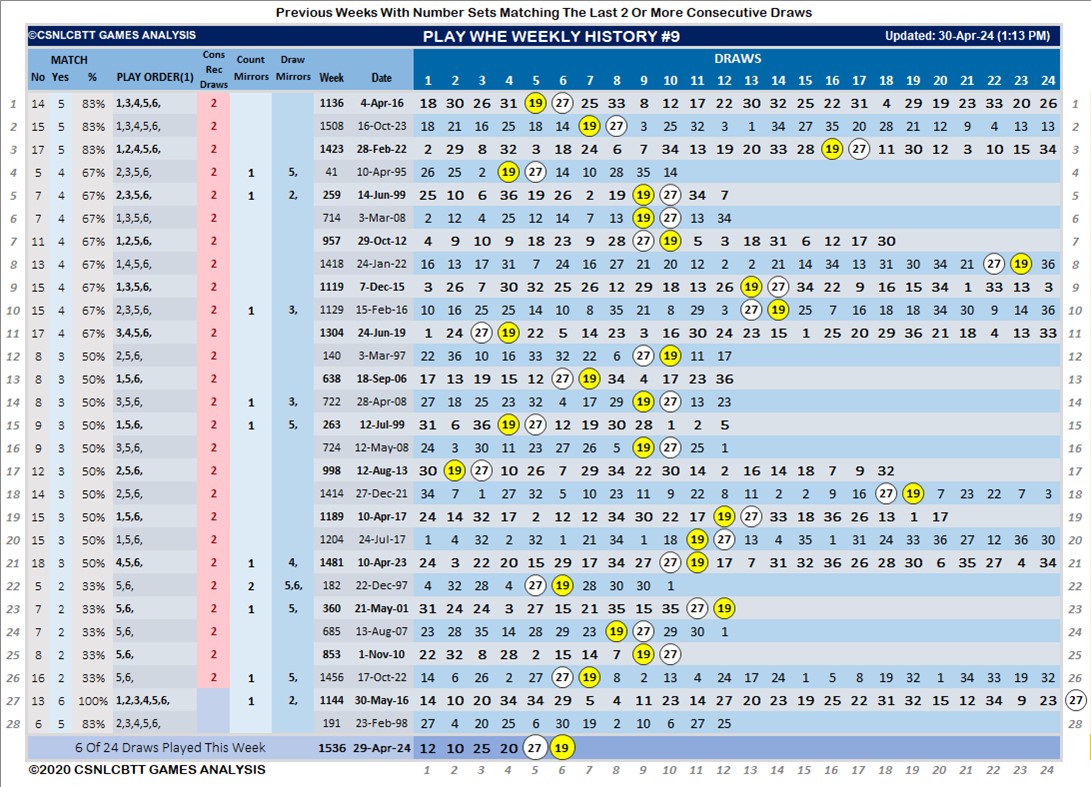 Previous Weeks With Number Sets Matching The Last 2 Or More Consecutive Draws
©CSNLCBTT GAMES ANALYSIS PLAY WHE WEEKLY HISTORY #9 Updated: 30-Apr-24 (1:13 PM)
MATCH Cons Rec Draws Count Mirrors Draw Mirrors DRAWS
No Yes % PLAY ORDER(1) Week Date 1 2 3 4 5 6 7 8 9 10 11 12 13 14 15 16 17 18 19 20 21 22 23 24
1 14 5 83% 1,3,4,5,6, 2 1136 4-Apr-16 18 30 26 31 19 27 25 33 8 12 17 22 30 32 25 22 31 4 29 19 23 33 20 26 1
2 15 5 83% 1,3,4,5,6, 2 1508 16-Oct-23 18 21 16 25 18 14 19 27 3 25 32 3 1 34 27 35 20 28 21 12 9 4 13 13 2
3 17 5 83% 1,2,4,5,6, 2 1423 28-Feb-22 2 29 8 32 3 18 24 6 7 34 13 19 20 33 28 19 27 11 30 12 3 10 15 34 3
4 5 4 67% 2,3,5,6, 2 1 5, 41 10-Apr-95 26 25 2 19 27 14 10 28 35 14 4
5 7 4 67% 2,3,5,6, 2 1 2, 259 14-Jun-99 25 10 6 36 19 26 2 19 19 27 34 7 5
6 7 4 67% 1,3,5,6, 2 714 3-Mar-08 2 12 4 25 12 14 7 13 19 27 13 34 6
7 11 4 67% 1,2,5,6, 2 957 29-Oct-12 4 9 10 9 18 23 9 28 27 19 5 3 18 31 6 12 17 30 7
8 13 4 67% 1,4,5,6, 2 1418 24-Jan-22 16 13 17 31 7 24 16 27 21 20 12 2 2 21 14 34 13 31 30 34 21 27 19 36 8
9 15 4 67% 1,3,5,6, 2 1119 7-Dec-15 3 26 7 30 32 25 26 12 29 18 13 26 19 27 34 22 9 16 15 34 1 33 13 3 9
10 15 4 67% 2,3,5,6, 2 1 3, 1129 15-Feb-16 10 16 25 25 14 10 8 35 21 8 29 3 27 19 25 7 16 18 18 34 30 9 14 36 10
11 17 4 67% 3,4,5,6, 2 1304 24-Jun-19 1 24 27 19 22 5 14 23 3 16 30 24 23 15 1 25 20 29 36 21 18 4 13 33 11
12 8 3 50% 2,5,6, 2 140 3-Mar-97 22 36 10 16 33 32 22 6 27 19 11 17 12
13 8 3 50% 1,5,6, 2 638 18-Sep-06 17 13 19 15 12 27 19 34 4 17 23 36 13
14 8 3 50% 3,5,6, 2 1 3, 722 28-Apr-08 27 18 25 23 32 4 17 29 19 27 13 23 14
15 9 3 50% 1,5,6, 2 1 5, 263 12-Jul-99 31 6 36 19 27 12 19 30 28 1 2 5 15
16 9 3 50% 3,5,6, 2 724 12-May-08 24 3 30 11 23 27 26 5 19 27 25 1 16
17 12 3 50% 2,5,6, 2 998 12-Aug-13 30 19 27 10 26 7 29 34 22 30 14 2 16 14 18 7 9 32 17
18 14 3 50% 2,5,6, 2 1414 27-Dec-21 34 7 1 27 32 5 10 23 11 9 22 8 11 2 2 9 16 27 19 7 23 22 7 3 18
19 15 3 50% 1,5,6, 2 1189 10-Apr-17 24 14 32 17 2 12 12 34 30 22 17 19 27 33 18 36 26 13 1 17 19
20 15 3 50% 1,5,6, 2 1204 24-Jul-17 1 4 32 2 32 1 21 34 1 18 19 27 13 4 35 1 31 24 33 36 27 12 36 30 20
21 18 3 50% 4,5,6, 2 1 4, 1481 10-Apr-23 24 3 22 20 15 29 17 34 27 27 19 17 7 31 32 36 26 28 30 6 35 27 4 34 21
22 5 2 33% 5,6, 2 2 5,6, 182 22-Dec-97 4 32 28 4 27 19 28 30 30 1 22
23 7 2 33% 5,6, 2 1 5, 360 21-May-01 31 24 24 3 27 15 21 35 15 35 27 19 23
24 7 2 33% 5,6, 2 685 13-Aug-07 23 28 35 14 28 29 23 19 27 29 30 1 24
25 8 2 33% 5,6, 2 853 1-Nov-10 22 32 8 28 2 15 14 7 19 27 25
26 16 2 33% 5,6, 2 1 5, 1456 17-Oct-22 14 6 26 2 27 27 19 8 2 13 4 24 17 24 1 5 8 19 32 1 34 33 19 32 26
27 13 6 100% 1,2,3,4,5,6, 1 2, 1144 30-May-16 14 10 20 34 34 29 5 4 11 23 14 27 20 23 19 25 22 31 32 15 12 34 9 23 27
28 6 5 83% 2,3,4,5,6, 191 23-Feb-98 27 4 20 25 6 30 19 2 10 6 27 25 28
6 Of 24 Draws Played This Week 1536 29-Apr-24 12 10 25 20 27 19
©2020 CSNLCBTT GAMES ANALYSIS 1 2 3 4 5 6 7 8 9 10 11 12 13 14 15 16 17 18 19 20 21 22 23 24